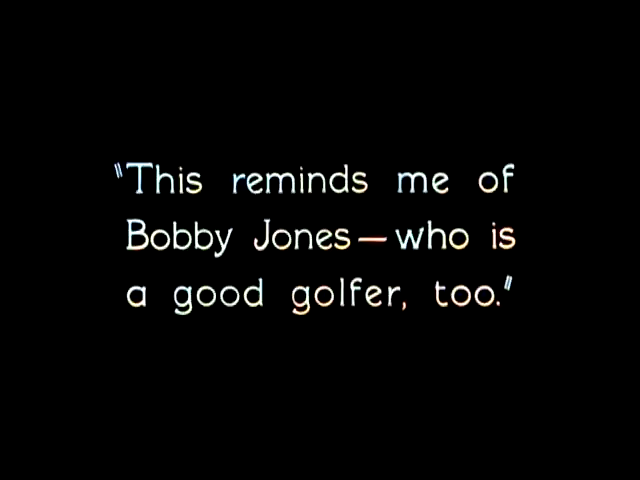 "This reminds me of
Bobby Jones—who is
a good golfer, too."